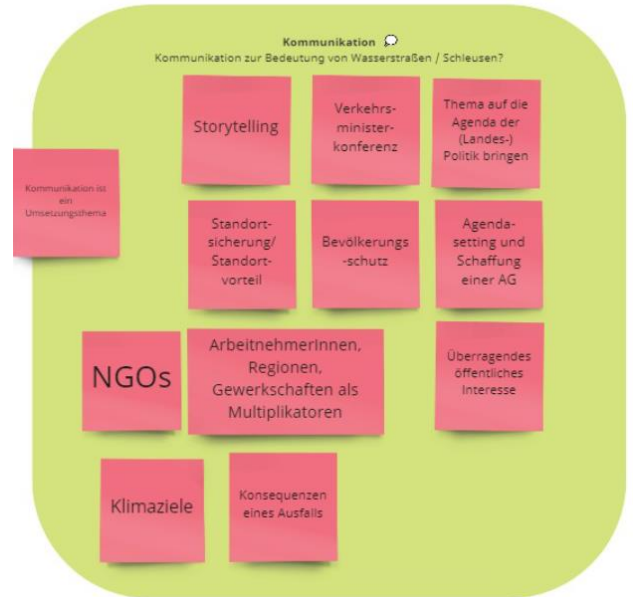 Kommunikation
Kommunikation zur Bedeutung von Wasserstraßen / Schleusen?
Storytelling
Verkehrs-
minister-
konferenz
Thema auf die
Agenda der
(Landes-)
Politik bringen
Kommunikation ist
ein
Umsetzungsthema
Standort-
sicherung/
Standort-
vorteil
Bevölkerungs
-schutz
Agenda-
setting und
Schaffung
einer AG
NGOs
ArbeitnehmerInnen,
Regionen,
Gewerkschaften als
Multiplikatoren
Überragendes
öffentliches
Interesse
Klimaziele
Konsequenzen
eines Ausfalls